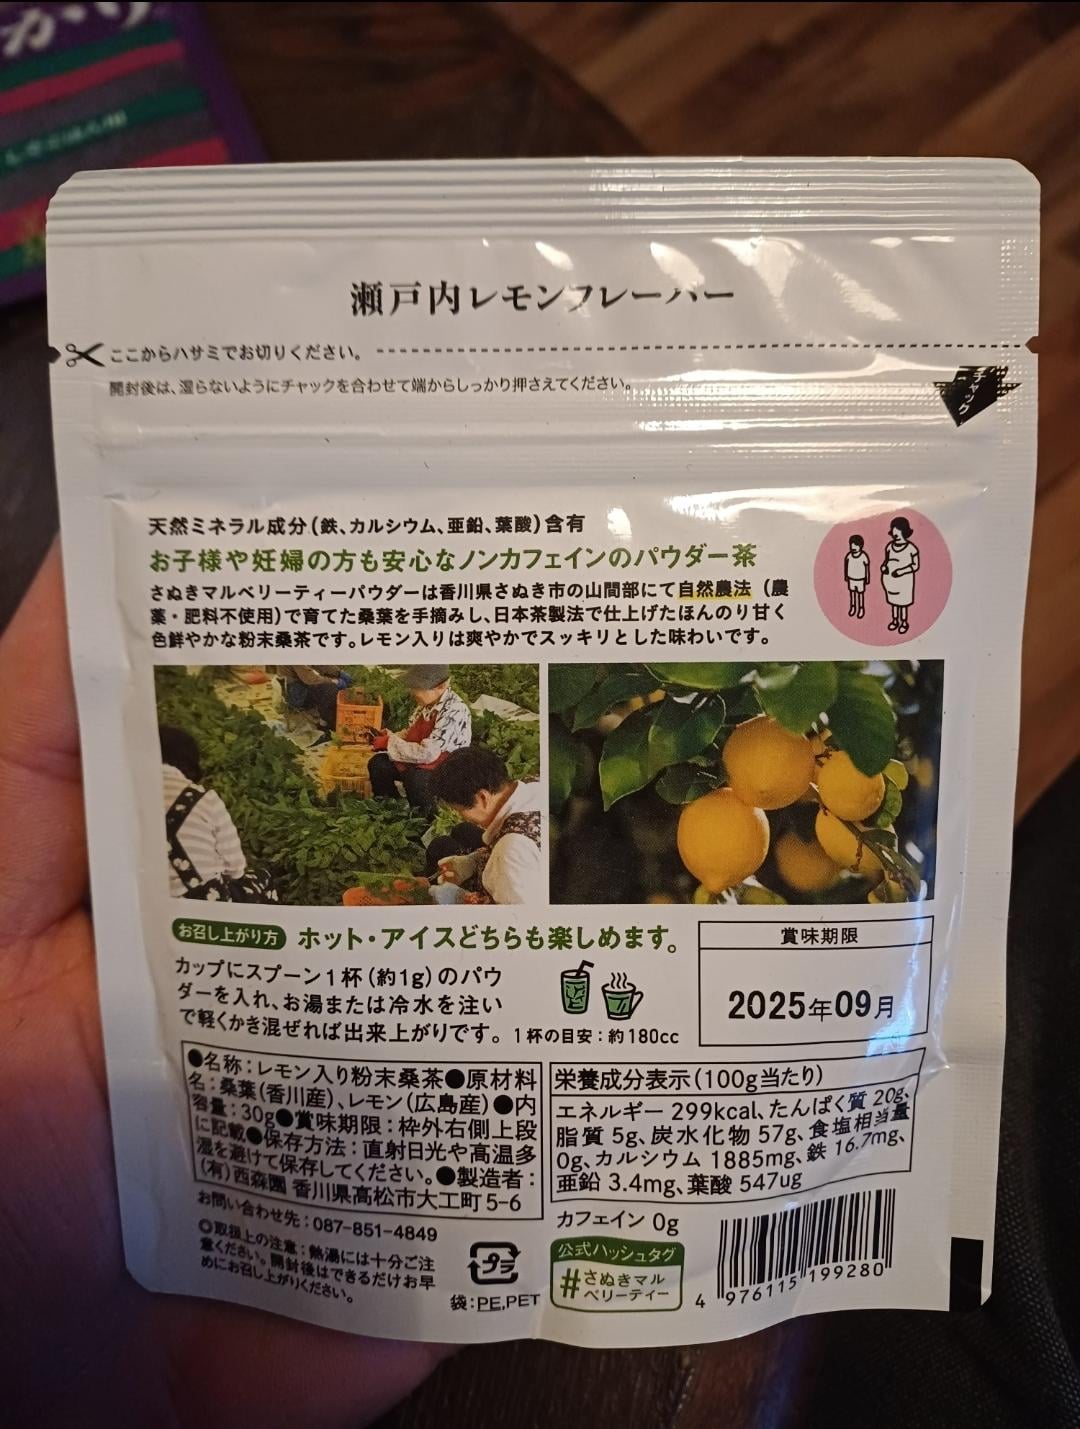 瀬戸内レモンフレーバー
ここからハサミでお切りください。
開封後は、湿らないようにチャックを合わせて端からしっかり押さえてください。
チャック
天然ミネラル成分(鉄、カルシウム、亜鉛、葉酸)含有
お子様や妊婦の方も安心なノンカフェインのパウダー茶
さぬきマルベリーティーパウダーは香川県さぬき市の山間部にて自然農法(農
薬・肥料不使用)で育てた桑葉を手摘みし、日本茶製法で仕上げたほんのり甘く
色鮮やかな粉末桑茶です。レモン入りは爽やかでスッキリとした味わいです。
お召し上がり方 ホット・アイスどちらも楽しめます。
カップにスプーン1杯(約1g)のパウ
ダーを入れ、お湯または冷水を注い
で軽くかき混ぜれば出来上がりです。
1杯の目安:約180cc
賞味期限
2025年09月
●名称:レモン入り粉末桑茶●原材料
名:桑葉(香川産)、レモン(広島産)●内
容量:30g●賞味期限:枠外右側上段
に記載●保存方法:直射日光や高温多
湿を避けて保存してください。●製造者:
(有)西森園 香川県高松市大工町5-6
お問い合わせ先:087-851-4849
◎取扱上の注意:熱湯には十分ご注
意ください。開封後はできるだけお早
めにお召し上がりください。
プラ
袋:PE,PET
栄養成分表示(100g当たり)
エネルギー 299kcal、たんぱく質 20g、
脂質 5g、炭水化物 57g、食塩相当量
0g、カルシウム 1885mg、鉄 16.7mg、
亜鉛 3.4mg、葉酸 547ug
カフェイン 0g
公式ハッシュタグ
#さぬきマル
ベリーティー
4 976115 199280